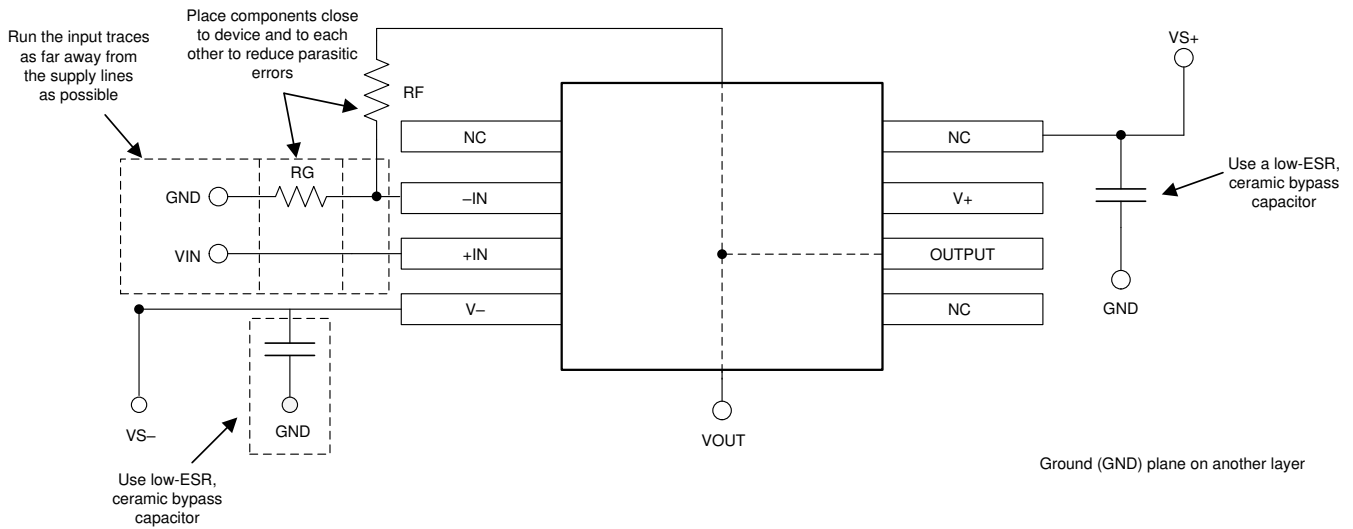 Place components close
to device and to each
other to reduce parasitic
errors
Run the input traces
as far away from
the supply lines
as possible
VS+
RF
NC
NC
Use a low-ESR,
ceramic bypass
capacitor
RG
GND
–IN
V+
VIN
+IN
OUTPUT
V–
NC
GND
VS–
GND
VOUT
Use low-ESR,
ceramic bypass
capacitor
Ground (GND) plane on another layer